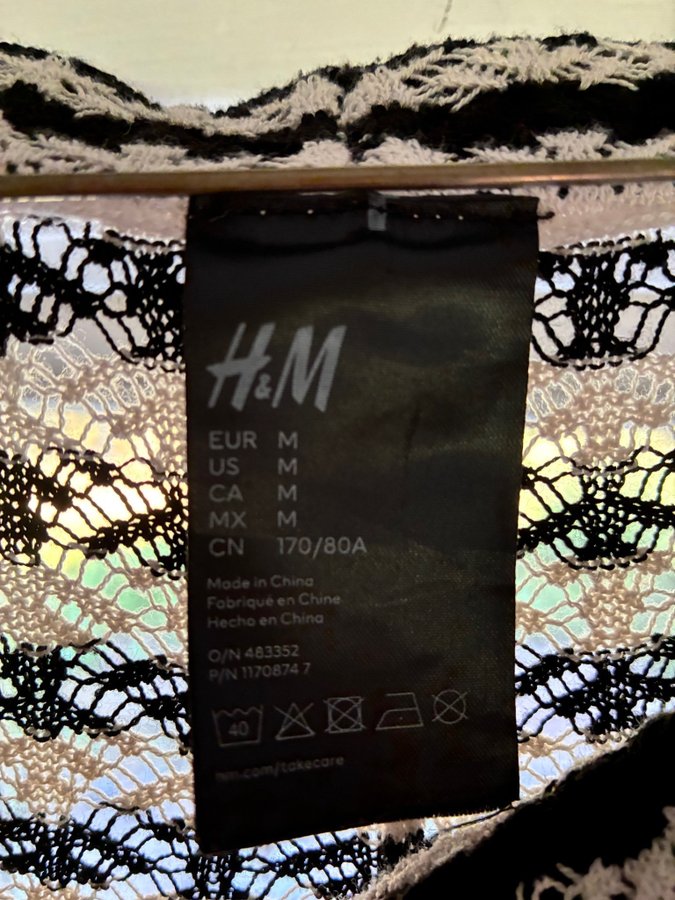 H&M
EUR M
US M
CA M
MX M
CN 170/80A
Made in China
Fabriqué en Chine
Hecho en China
O/N 483352
P/N 1170874 7
40
hm.com/takecare